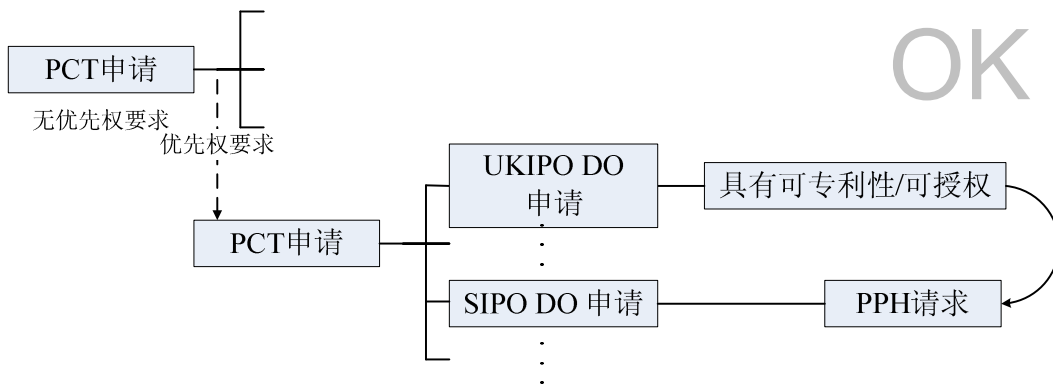 OK
PCT申请
无优先权要求
优先权要求
UKIPO DO
申请
具有可专利性/可授权
PCT申请
SIPO DO 申请
PPH请求